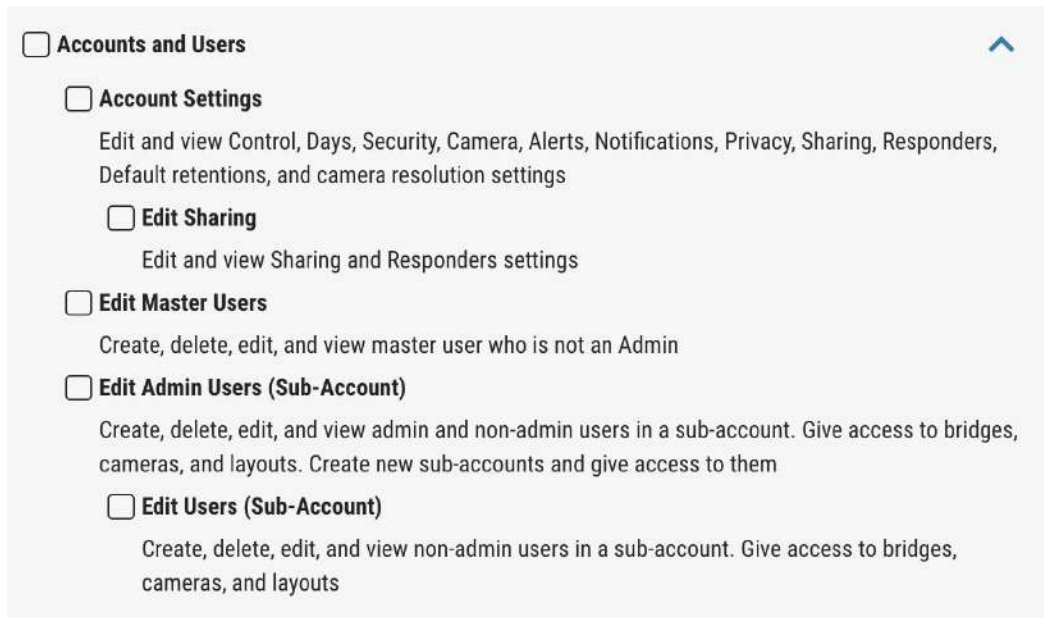 Accounts and Users
Account Settings
Edit and view Control, Days, Security, Camera, Alerts, Notifications, Privacy, Sharing, Responders,
Default retentions, and camera resolution settings
Edit Sharing
Edit and view Sharing and Responders settings
Edit Master Users
Create, delete, edit, and view master user who is not an Admin
Edit Admin Users (Sub-Account)
Create, delete, edit, and view admin and non-admin users in a sub-account. Give access to bridges,
cameras, and layouts. Create new sub-accounts and give access to them
Edit Users (Sub-Account)
Create, delete, edit, and view non-admin users in a sub-account. Give access to bridges,
cameras, and layouts